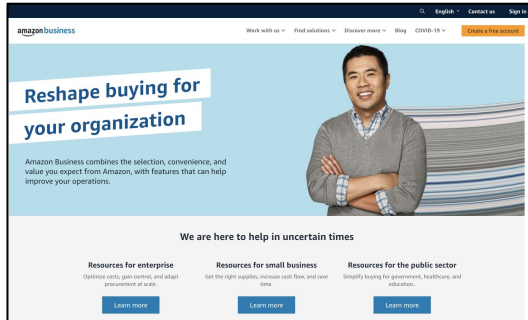 English Contact us Sign in
amazon business Work with us Find solutions Discover more Blog COVID-19 Create a free account
Reshape buying for
your organization
Amazon Business combines the selection, convenience, and
value you expect from Amazon, with features that can help
improve your operations.
We are here to help in uncertain times
Resources for enterprise
Optimize costs, gain control, and adapt
procurement at scale.
Learn more
Resources for small business
Get the right supplies, increase cash flow, and save
time.
Learn more
Resources for the public sector
Simplify buying for government, healthcare, and
education..
Learn more